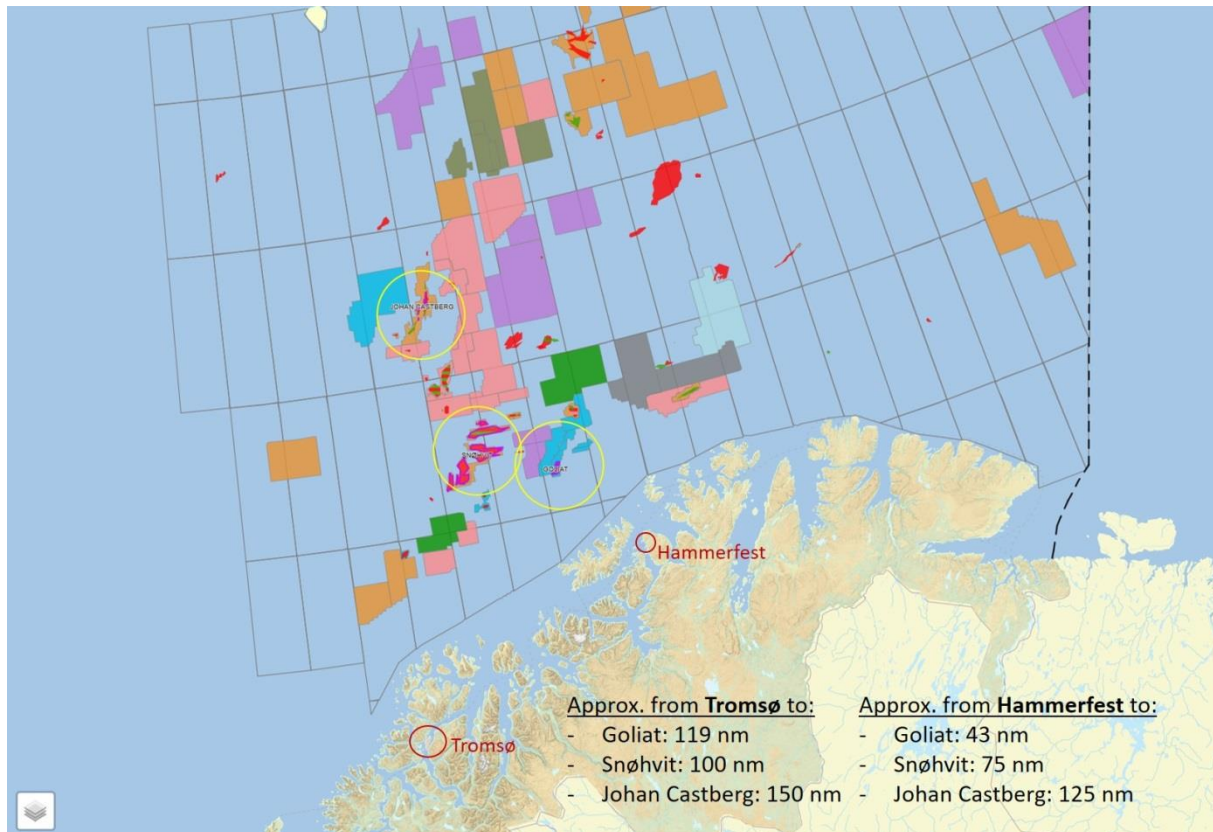 JOHAN CASTBERG
SNØHVIT
GOLIAT
Hammerfest
Tromsø
Approx. from Tromsø to:
- Goliat: 119 nm
- Snøhvit: 100 nm
- Johan Castberg: 150 nm
Approx. from Hammerfest to:
- Goliat: 43 nm
- Snøhvit: 75 nm
- Johan Castberg: 125 nm